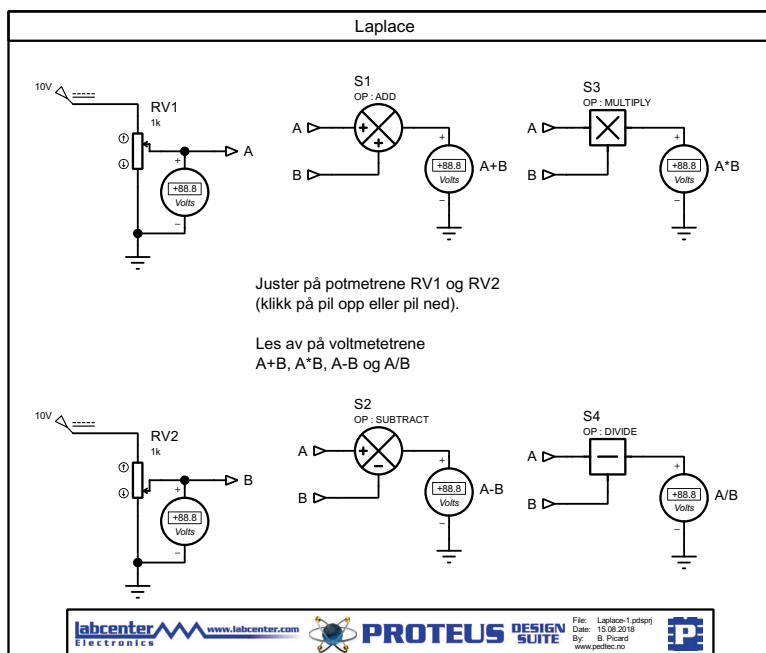 Laplace
10V
RV1
1k
A
+88.8
Volts
S1
OP : ADD
A
B
+88.8
Volts
A+B
S3
OP : MULTIPLY
A
B
+88.8
Volts
A*B
Juster på potmetrene RV1 og RV2
(klikk på pil opp eller pil ned).
Les av på voltmetetrene
A+B, A*B, A-B og A/B
10V
RV2
1k
B
+88.8
Volts
S2
OP : SUBTRACT
A
B
+88.8
Volts
A-B
S4
OP : DIVIDE
A
B
+88.8
Volts
A/B
labcenter www.labcenter.com
Electronics
PROTEUS DESIGN SUITE
File: Laplace-1.pdsprj
Date: 15.08.2018
By: B. Picard
www.pedtec.no
P